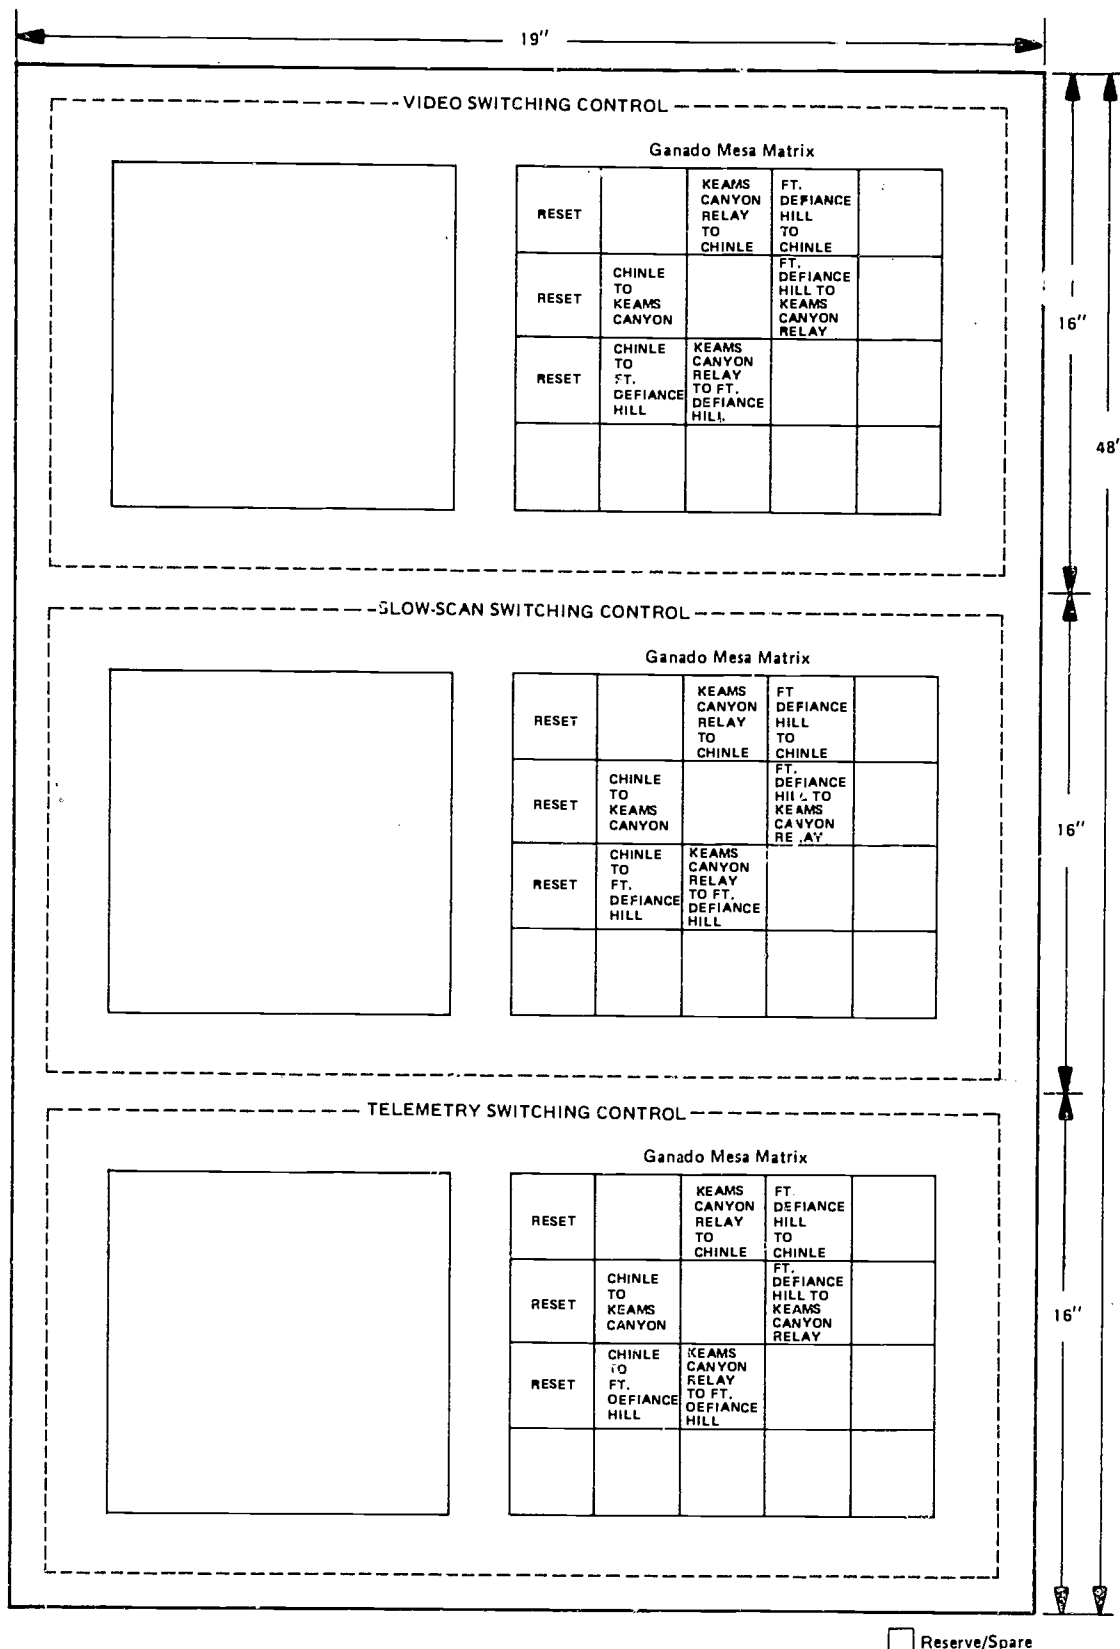 19"
VIDEO SWITCHING CONTROL
Ganado Mesa Matrix
RESET
KEAMS
CANYON
RELAY
TO
CHINLE
FT.
DEFIANCE
HILL
TO
CHINLE
RESET
CHINLE
TO
KEAMS
CANYON
FT.
DEFIANCE
HILL TO
KEAMS
CANYON
RELAY
RESET
CHINLE
TO
FT.
DEFIANCE
HILL
KEAMS
CANYON
RELAY
TO FT.
DEFIANCE
HILL
16"
48"
SLOW-SCAN SWITCHING CONTROL
Ganado Mesa Matrix
RESET
KEAMS
CANYON
RELAY
TO
CHINLE
FT
DEFIANCE
HILL
TO
CHINLE
RESET
CHINLE
TO
KEAMS
CANYON
FT.
DEFIANCE
HILL TO
KEAMS
CANYON
RELAY
RESET
CHINLE
TO
FT.
DEFIANCE
HILL
KEAMS
CANYON
RELAY
TO FT.
DEFIANCE
HILL
16"
TELEMETRY SWITCHING CONTROL
Ganado Mesa Matrix
RESET
KEAMS
CANYON
RELAY
TO
CHINLE
FT.
DEFIANCE
HILL
TO
CHINLE
RESET
CHINLE
TO
KEAMS
CANYON
FT.
DEFIANCE
HILL TO
KEAMS
CANYON
RELAY
RESET
CHINLE
TO
FT.
DEFIANCE
HILL
KEAMS
CANYON
RELAY
TO FT.
DEFIANCE
HILL
16"
Reserve/Spare